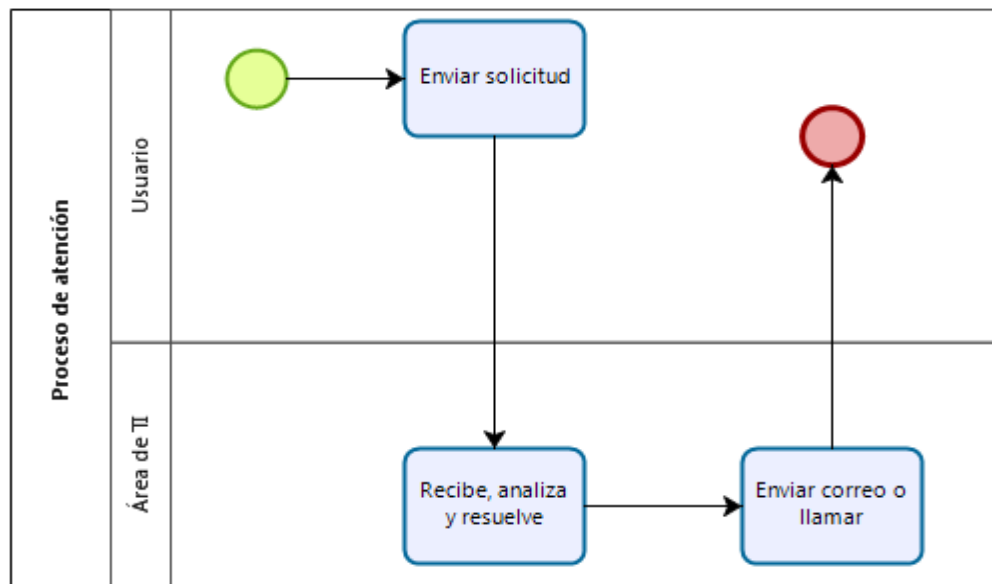 Proceso de atención
Usuario
Enviar solicitud
Área de TI
Recibe, analiza
y resuelve
Enviar correo o
llamar